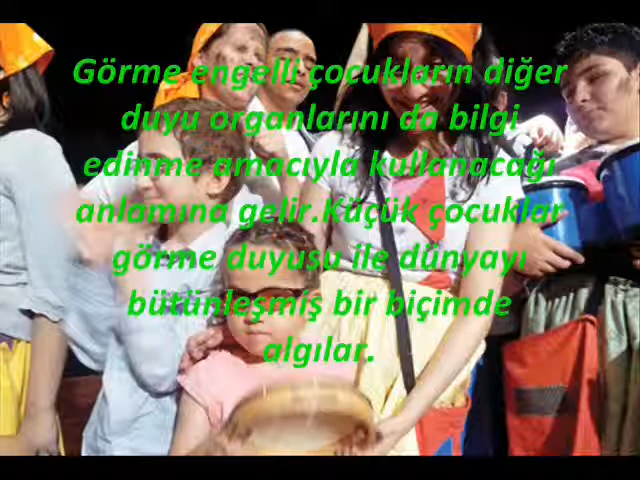 Görme engelli çocukların diğer
duyu organlarını da bilgi
edinme amacıyla kullanacağı
anlamına gelir.Küçük çocuklar
görme duyusu ile dünyayı
bütünleşmiş bir biçimde
algılar.